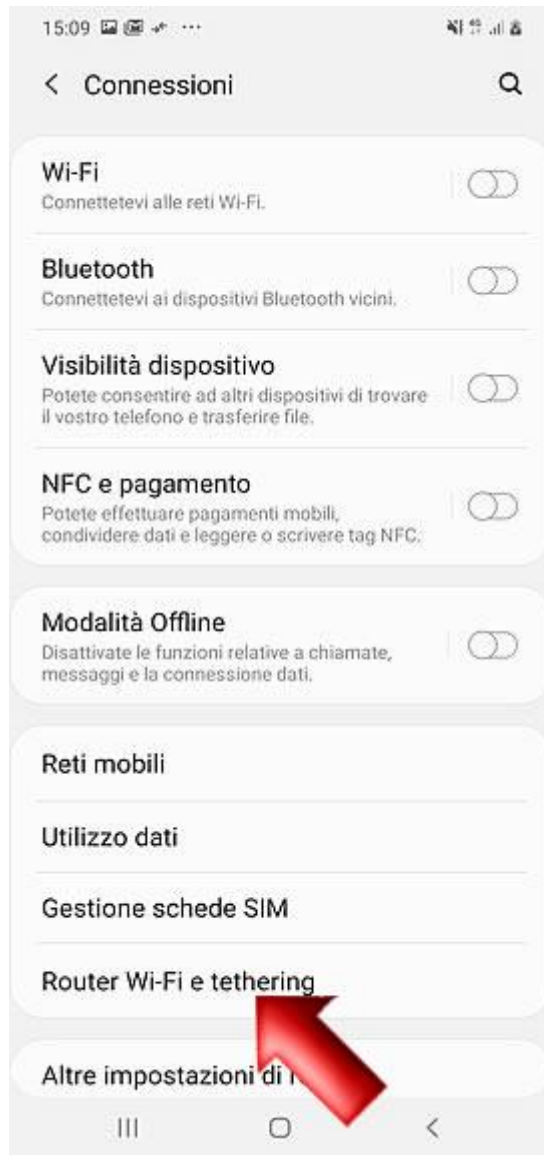 15:09
Connessioni
Wi-Fi
Connettetevi alle reti Wi-Fi.
Bluetooth
Connettetevi ai dispositivi Bluetooth vicini.
Visibilità dispositivo
Potete consentire ad altri dispositivi di trovare
il vostro telefono e trasferire file.
NFC e pagamento
Potete effettuare pagamenti mobili,
condividere dati e leggere o scrivere tag NFC.
Modalità Offline
Disattivate le funzioni relative a chiamate,
messaggi e la connessione dati.
Reti mobili
Utilizzo dati
Gestione schede SIM
Router Wi-Fi e tethering
Altre impostazioni di